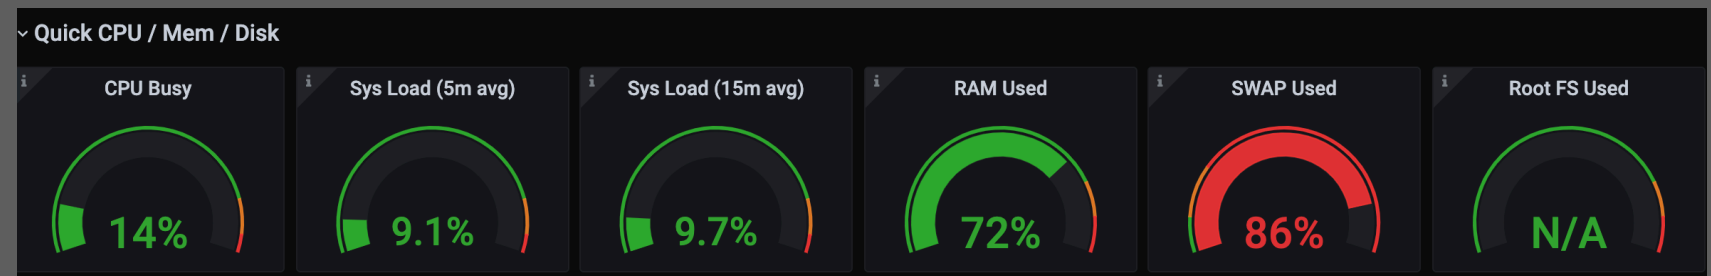 Quick CPU / Mem / Disk
i
CPU Busy
14%
i
Sys Load (5m avg)
9.1%
i
Sys Load (15m avg)
9.7%
i
RAM Used
72%
i
SWAP Used
86%
i
Root FS Used
N/A